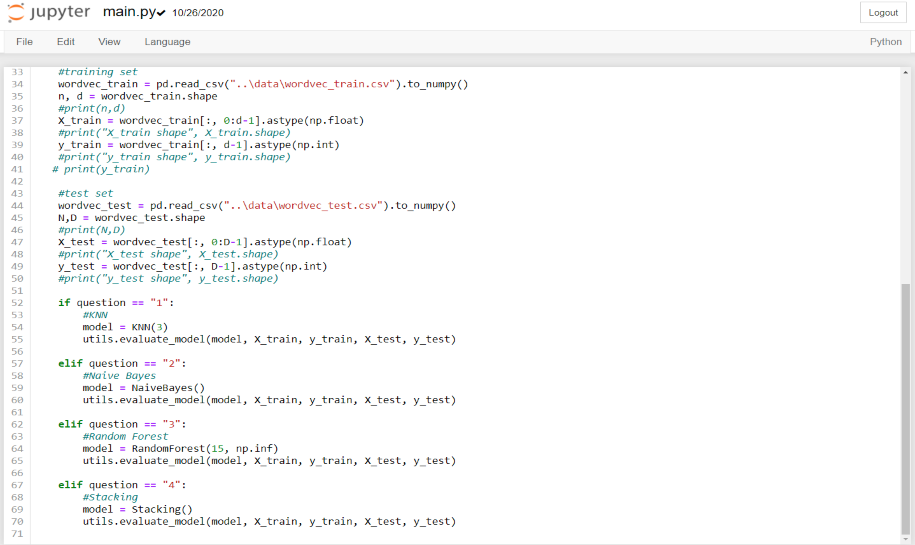 jupyter main.py✔ 10/26/2020
Logout
File Edit View Language
Python
33     #training set
34     wordvec_train = pd.read_csv("..\data\wordvec_train.csv").to_numpy()
35     n, d = wordvec_train.shape
36     #print(n,d)
37     X_train = wordvec_train[:, 0:d-1].astype(np.float)
38     #print("X_train shape", X_train.shape)
39     y_train = wordvec_train[:, d-1].astype(np.int)
40     #print("y_train shape", y_train.shape)
41    # print(y_train)
42
43     #test set
44     wordvec_test = pd.read_csv("..\data\wordvec_test.csv").to_numpy()
45     N,D = wordvec_test.shape
46     #print(N,D)
47     X_test = wordvec_test[:, 0:D-1].astype(np.float)
48     #print("X_test shape", X_test.shape)
49     y_test = wordvec_test[:, D-1].astype(np.int)
50     #print("y_test shape", y_test.shape)
51
52     if question == "1":
53         #KNN
54         model = KNN(3)
55         utils.evaluate_model(model, X_train, y_train, X_test, y_test)
56
57     elif question == "2":
58         #Naive Bayes
59         model = NaiveBayes()
60         utils.evaluate_model(model, X_train, y_train, X_test, y_test)
61
62     elif question == "3":
63         #Random Forest
64         model = RandomForest(15, np.inf)
65         utils.evaluate_model(model, X_train, y_train, X_test, y_test)
66
67     elif question == "4":
68         #Stacking
69         model = Stacking()
70         utils.evaluate_model(model, X_train, y_train, X_test, y_test)
71